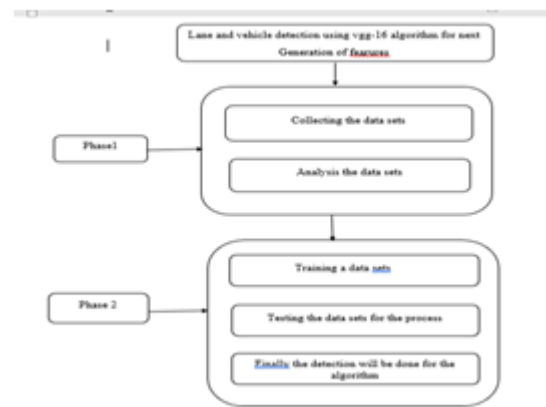 Lane and vehicle detection using vgg-16 algorithm for next
Generation of features
Collecting the data sets
Phase1
Analysis the data sets
Training a data sets
Phase 2
Testing the data sets for the process
Finally the detection will be done for the
algorithm